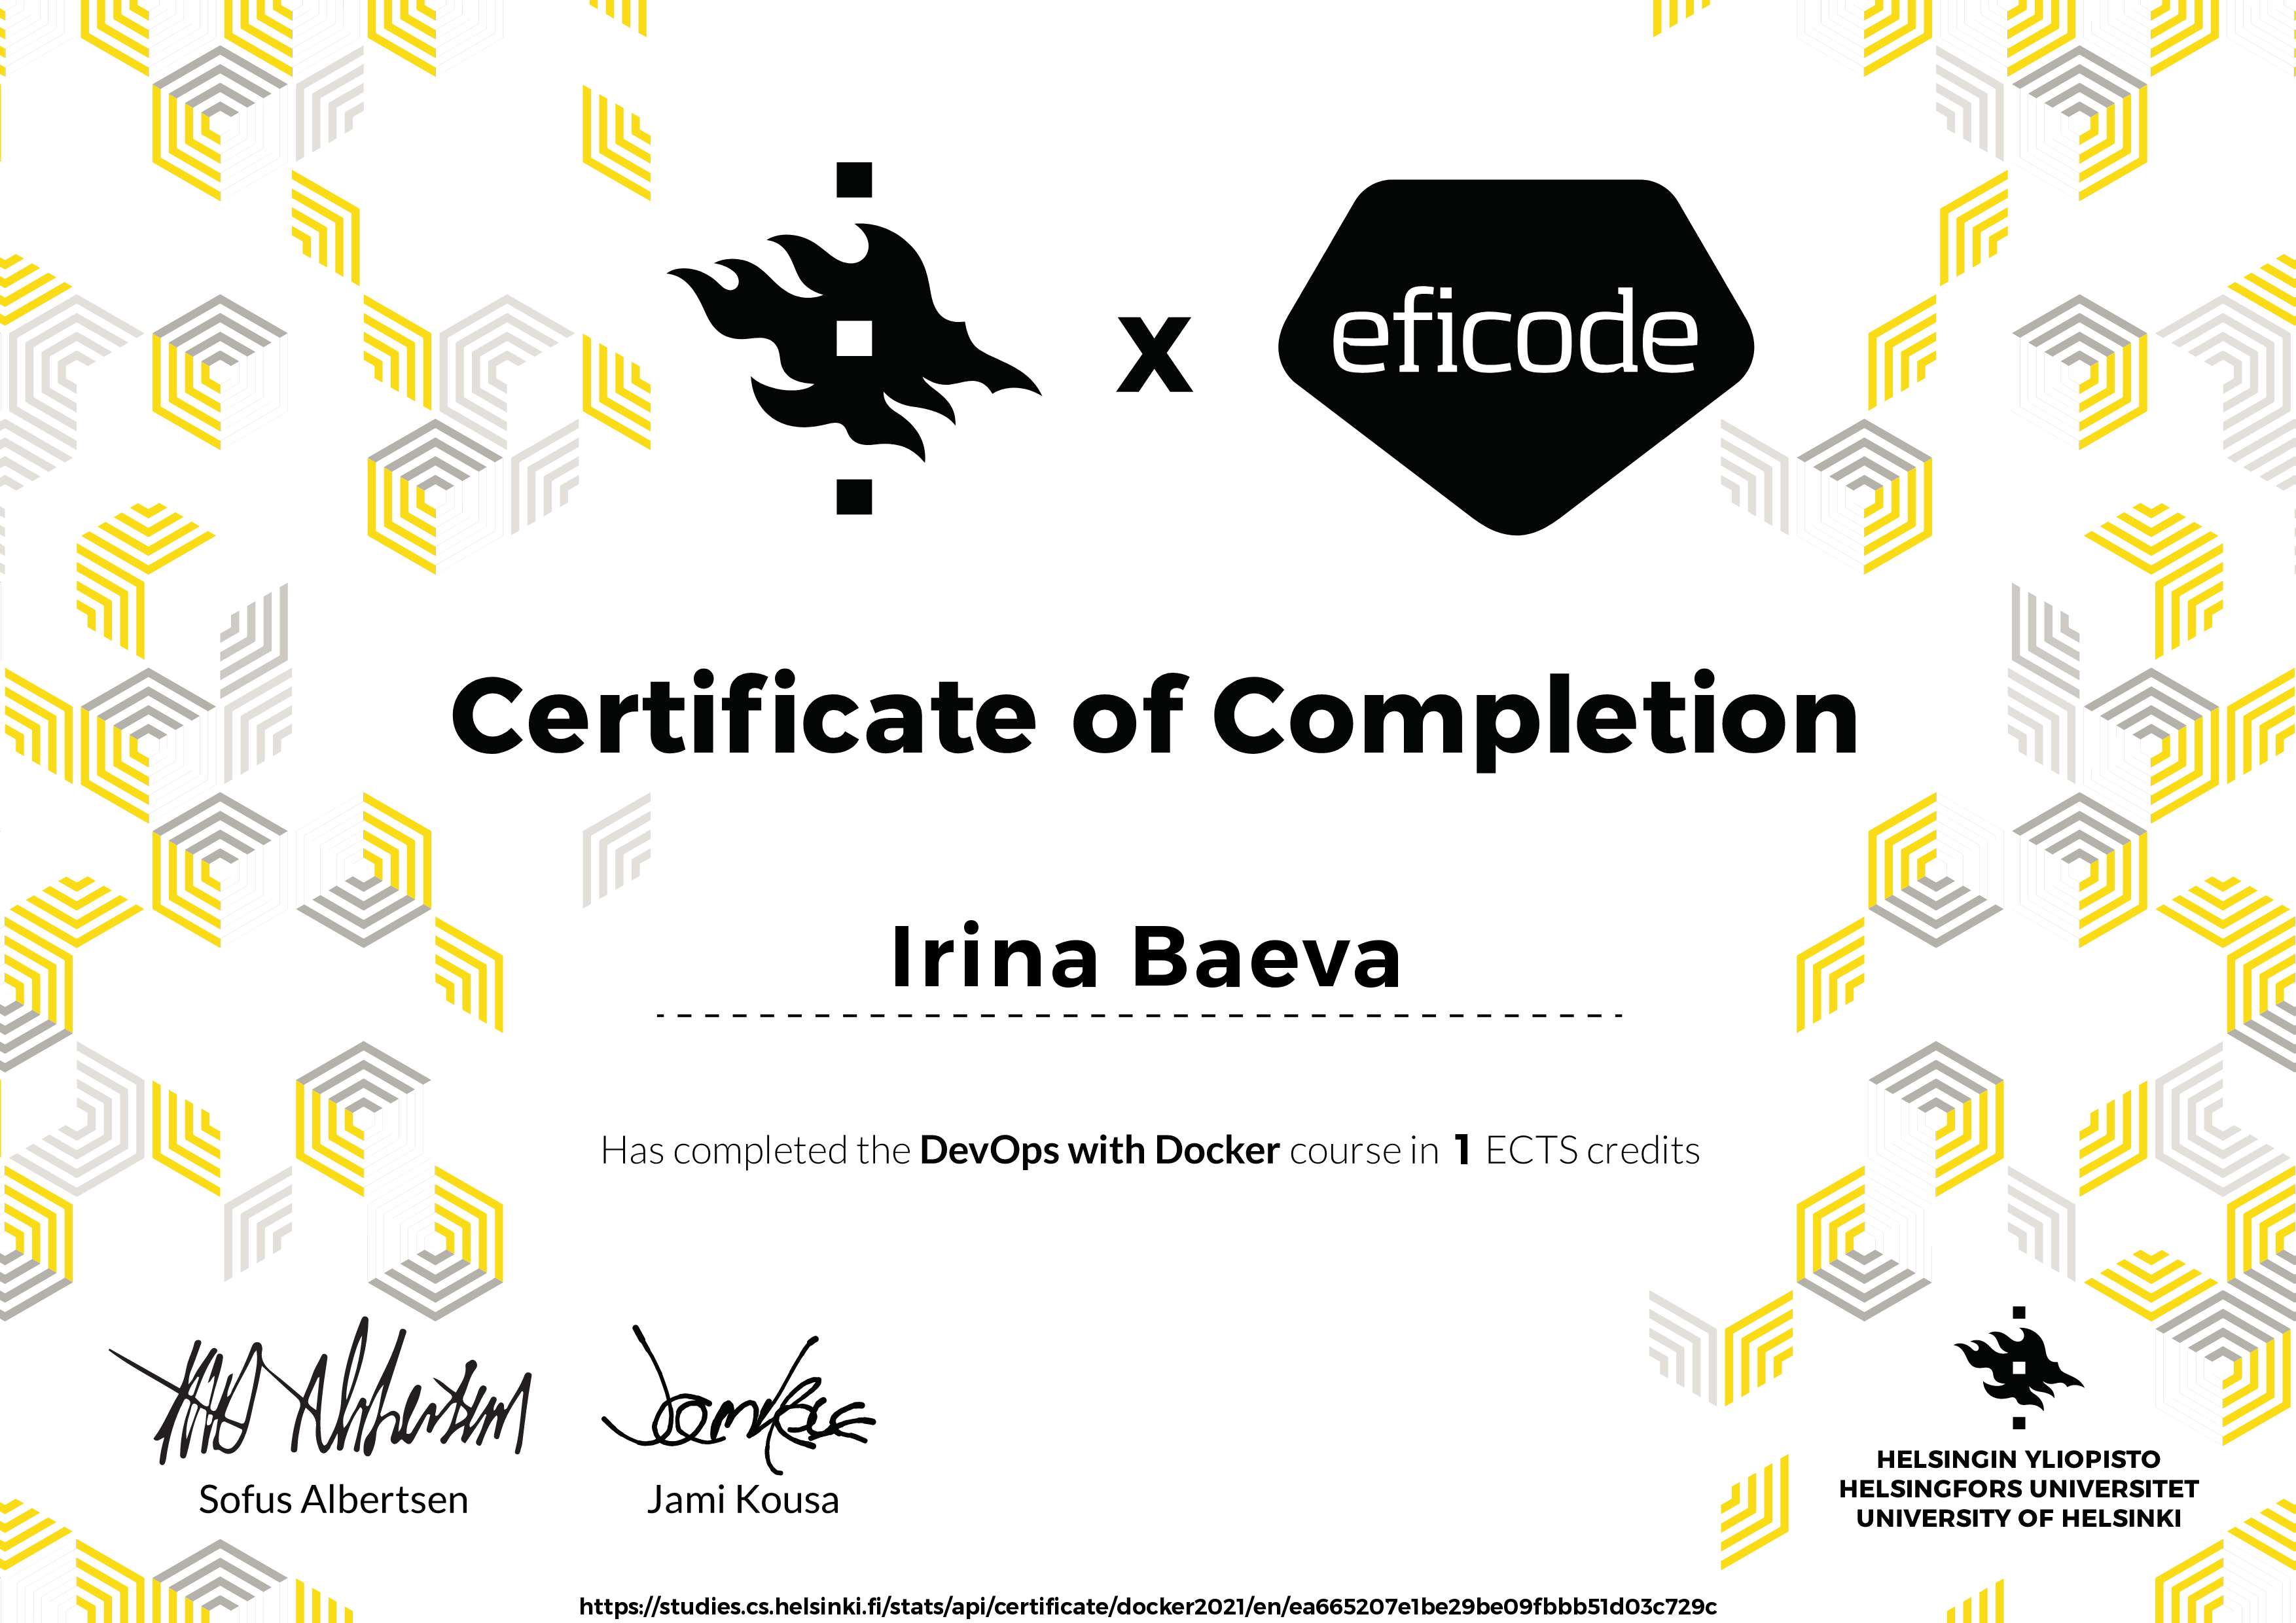 x
eficode
Certificate of Completion
Irina Baeva
Has completed the DevOps with Docker course in 1 ECTS credits
Sofus Albertsen
Jami Kousa
HELSINGIN YLIOPISTO
HELSINGFORS UNIVERSITET
UNIVERSITY OF HELSINKI
https://studies.cs.helsinki.fi/stats/api/certificate/docker2021/en/ea665207e1be29be09fbbb51d03c729c